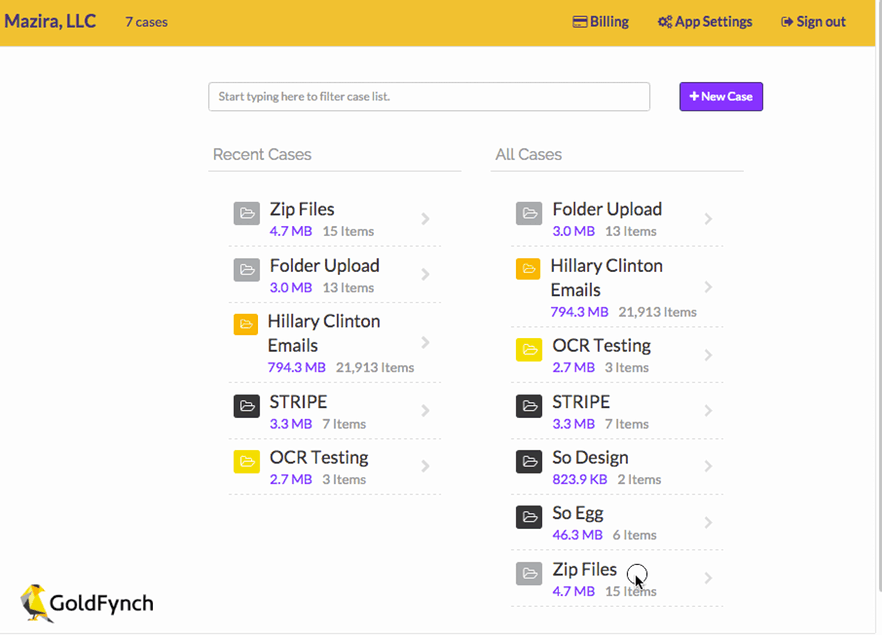 Mazira, LLC 7 cases Billing App Settings Sign out
Start typing here to filter case list. + New Case
Recent Cases
Zip Files
4.7 MB 15 Items
Folder Upload
3.0 MB 13 Items
Hillary Clinton
Emails
794.3 MB 21,913 Items
STRIPE
3.3 MB 7 Items
OCR Testing
2.7 MB 3 Items
All Cases
Folder Upload
3.0 MB 13 Items
Hillary Clinton
Emails
794.3 MB 21,913 Items
OCR Testing
2.7 MB 3 Items
STRIPE
3.3 MB 7 Items
So Design
823.9 KB 2 Items
So Egg
46.3 MB 6 Items
Zip Files
4.7 MB 15 Items
GoldFynch